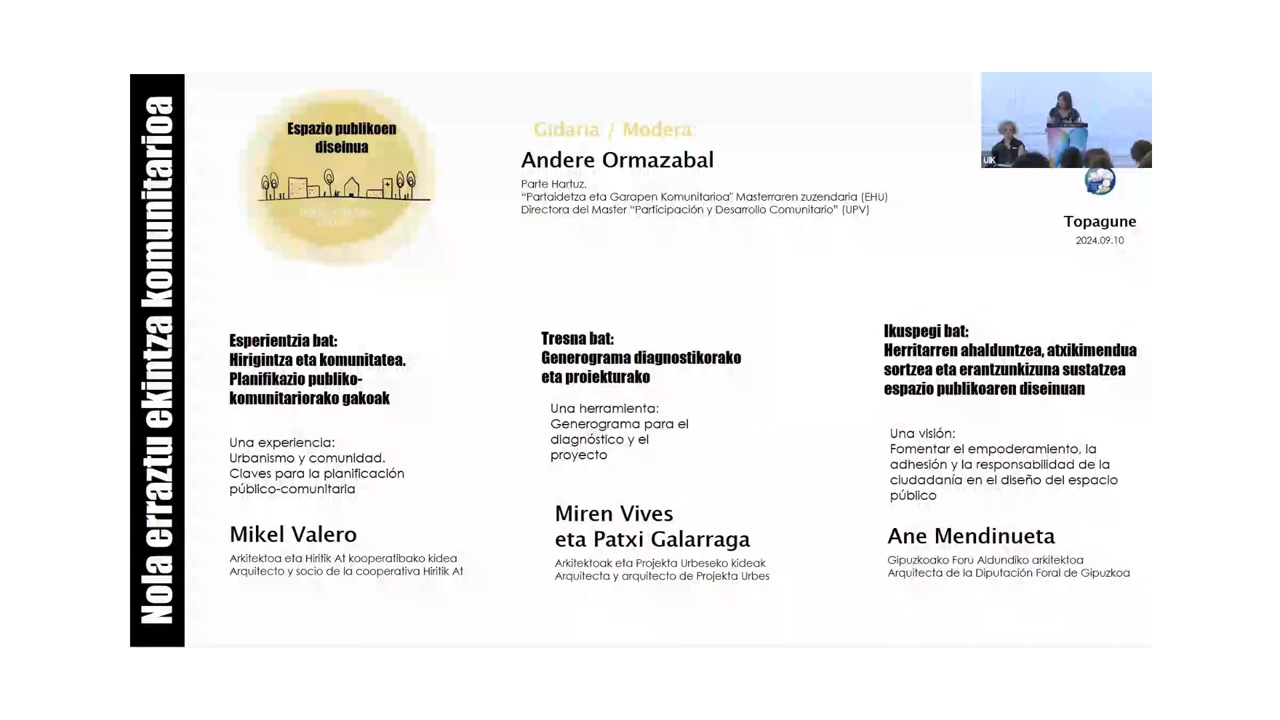 Nola erraztu ekintza komunitarioa
Espazio publikoen
diseinua
Gidaria / Modera
Andere Ormazabal
Parte Hartuz.
“Partaidetza eta Garapen Komunitarioa” Masterraren zuzendaria (EHU)
Directora del Master “Participación y Desarrollo Comunitario” (UPV)
UIK
Topagune
2024.09.10
Esperientzia bat:
Hirigintza eta komunitatea.
Planifikazio publiko-
komunitariorako gakoak
Una experiencia:
Urbanismo y comunidad.
Claves para la planificación
público-comunitaria
Mikel Valero
Arkitektoa eta Hiritik At kooperatibako kidea
Arquitecto y socio de la cooperativa Hiritik At
Tresna bat:
Generograma diagnostikorako
eta proiekturako
Una herramienta:
Generograma para el
diagnóstico y el
proyecto
Miren Vives
eta Patxi Galarraga
Arkitektoak eta Projekta Urbeseko kideak
Arquitecta y arquitecto de Projekta Urbes
Ikuspegi bat:
Herritarren ahalduntzea, atxikimendua
sortzea eta erantzunkizuna sustatzea
espazio publikoaren diseinuan
Una visión:
Fomentar el empoderamiento, la
adhesión y la responsabilidad de la
ciudadanía en el diseño del espacio
público
Ane Mendinueta
Gipuzkoako Foru Aldundiko arkitektoa
Arquitecta de la Diputación Foral de Gipuzkoa